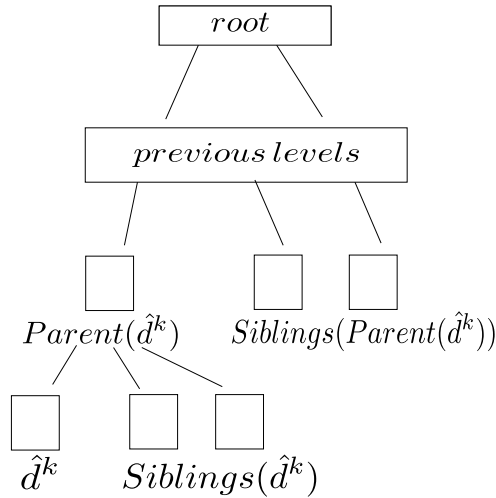 root
previous levels
Parent(d̂ᵏ) Siblings(Parent(d̂ᵏ))
d̂ᵏ Siblings(d̂ᵏ)